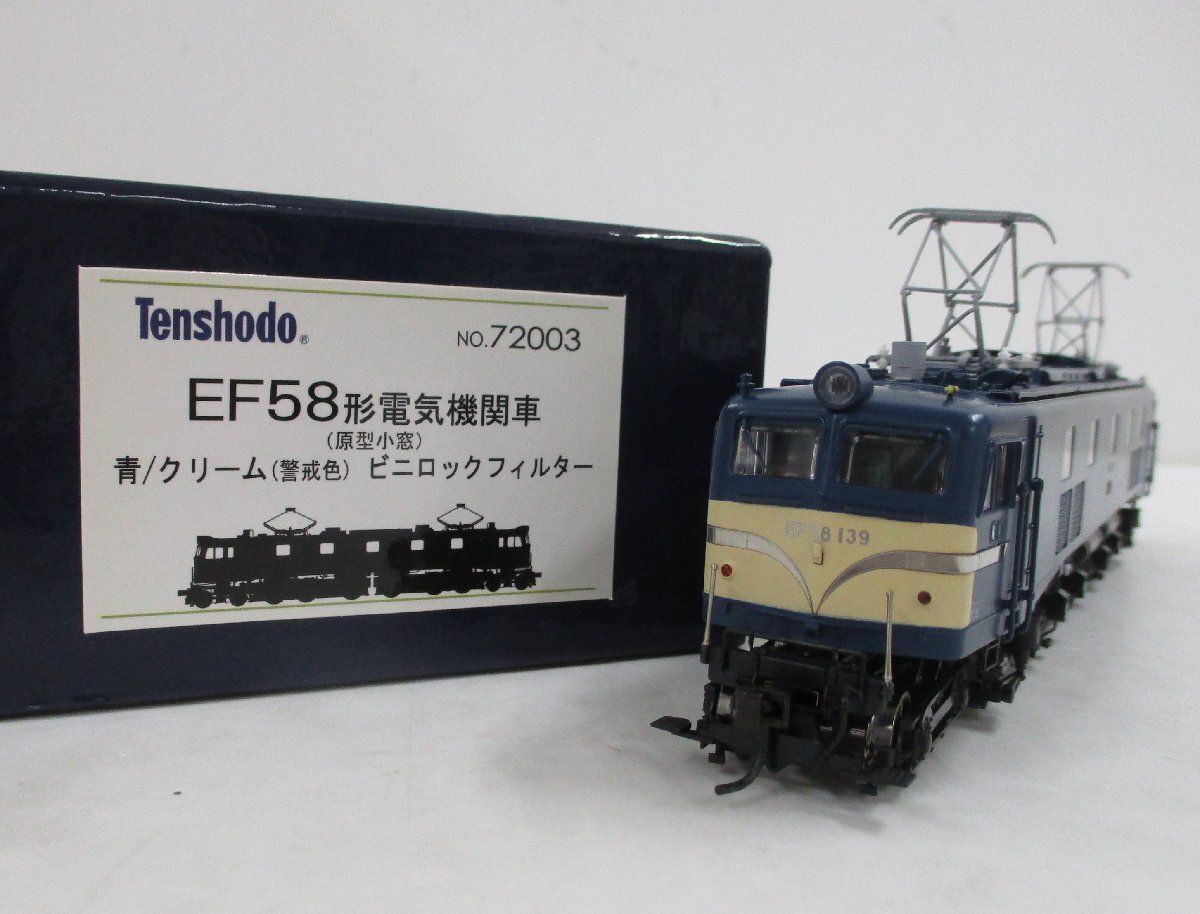 Tenshodo®
NO.72003
EF58形電気機関車
(原型小窓)
青/クリーム(警戒色) ビニロックフィルター
EF58 139